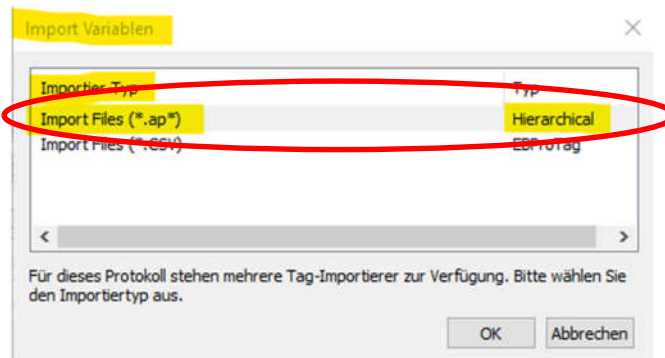 Import Variablen
Importier-Typ Typ
Import Files (*.ap*) Hierarchical
Import Files (*.CSV) EBProTag
Für dieses Protokoll stehen mehrere Tag-Importierer zur Verfügung. Bitte wählen Sie
den Importiertyp aus.
OK Abbrechen